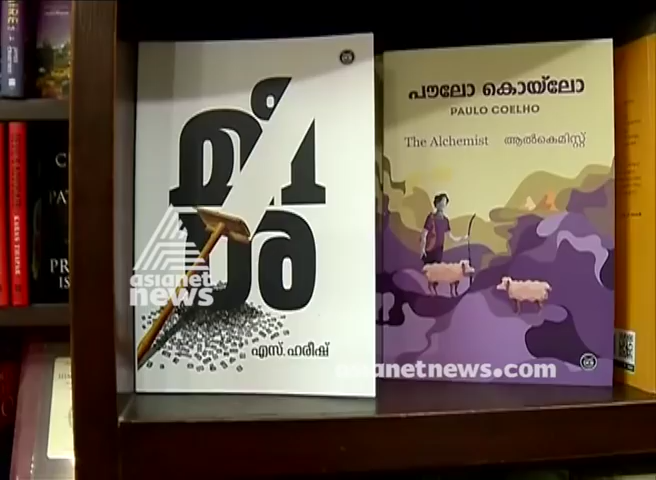 മീശ
എസ്. ഹരീഷ്
പൗലോ കൊയ്‌ലോ
PAULO COELHO
The Alchemist ആൽകെമിസ്റ്റ്
asianet
news
asianetnews.com